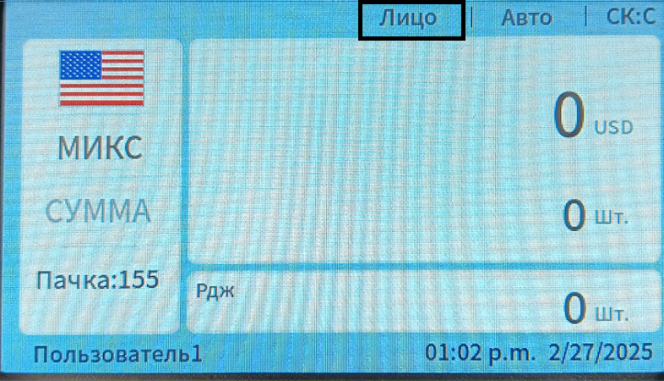 Лицо | Авто | СК:С
0 USD
МИКС
СУММА
0 Шт.
Пачка:155
Рдж
0 Шт.
Пользователь1 01:02 p.m. 2/27/2025